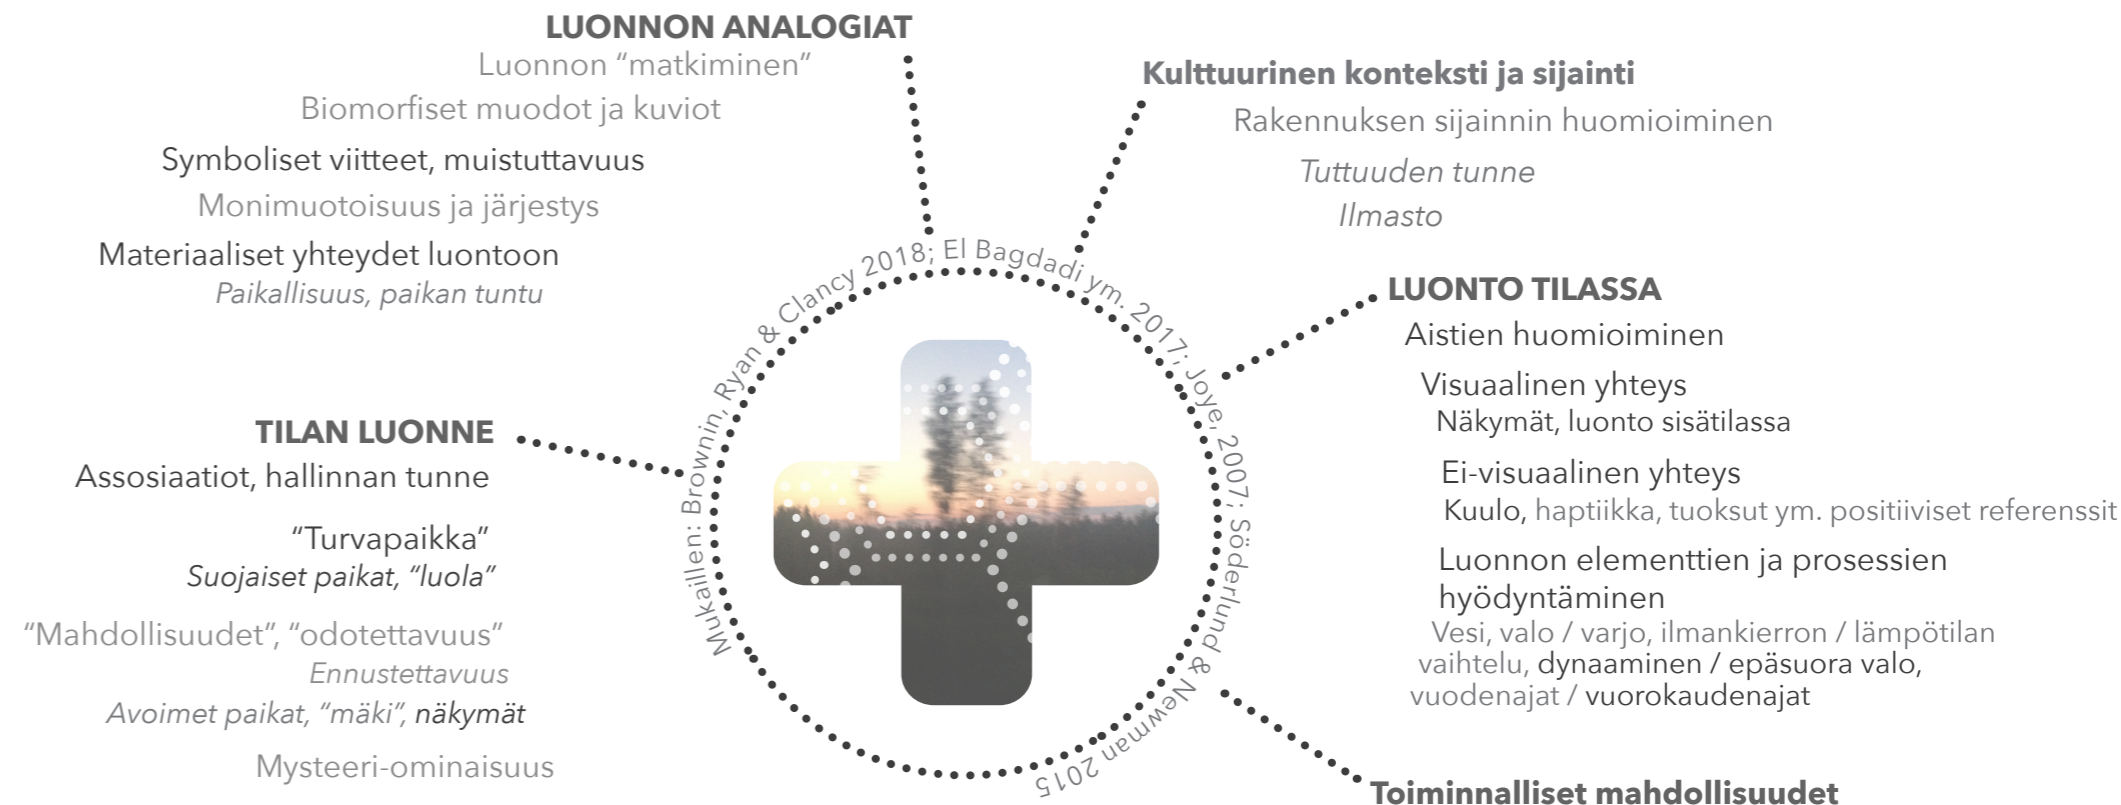 LUONNON ANALOGIAT
Luonnon “matkiminen”
Biomorfiset muodot ja kuviot
Symboliset viitteet, muistuttavuus
Monimuotoisuus ja järjestys
Materiaaliset yhteydet luontoon
Paikallisuus, paikan tuntu
Kulttuurinen konteksti ja sijainti
Rakennuksen sijainnin huomioiminen
Tuttuuden tunne
Ilmasto
LUONTO TILASSA
Aistien huomioiminen
Visuaalinen yhteys
Näkymät, luonto sisätilassa
Ei-visuaalinen yhteys
Kuulo, haptiikka, tuoksut ym. positiiviset referenssit
Luonnon elementtien ja prosessien
hyödyntäminen
Vesi, valo / varjo, ilmankierron / lämpötilan
vaihtelu, dynaaminen / epäsuora valo,
vuodenajat / vuorokaudenajat
Toiminnalliset mahdollisuudet
TILAN LUONNE
Assosiaatiot, hallinnan tunne
“Turvapaikka”
Suojaiset paikat, “luola”
“Mahdollisuudet”, “odotettavuus”
Ennustettavuus
Avoimet paikat, “mäki”, näkymät
Mysteeri-ominaisuus
Mukaillen: Brownin, Ryan & Clancy 2018; El Bagdadi ym. 2017; Joye, 2007; Söderlund & Newman 2015